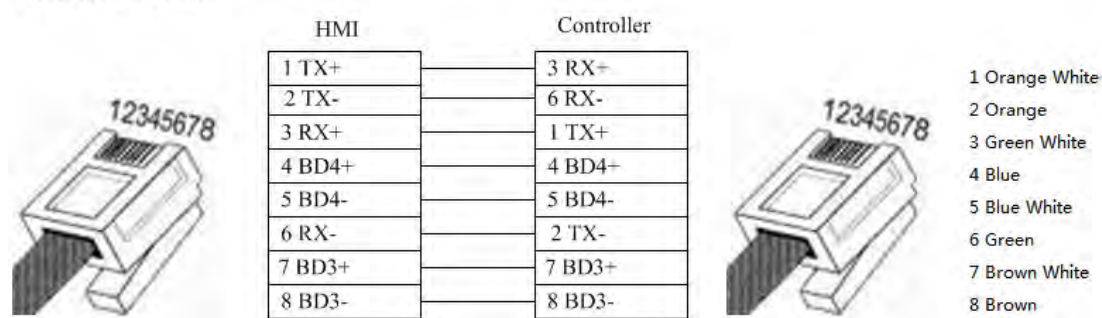 HMI Controller
1 TX+ 3 RX+
2 TX- 6 RX-
3 RX+ 1 TX+
4 BD4+ 4 BD4+
5 BD4- 5 BD4-
6 RX- 2 TX-
7 BD3+ 7 BD3+
8 BD3- 8 BD3-
12345678
12345678
1 Orange White
2 Orange
3 Green White
4 Blue
5 Blue White
6 Green
7 Brown White
8 Brown